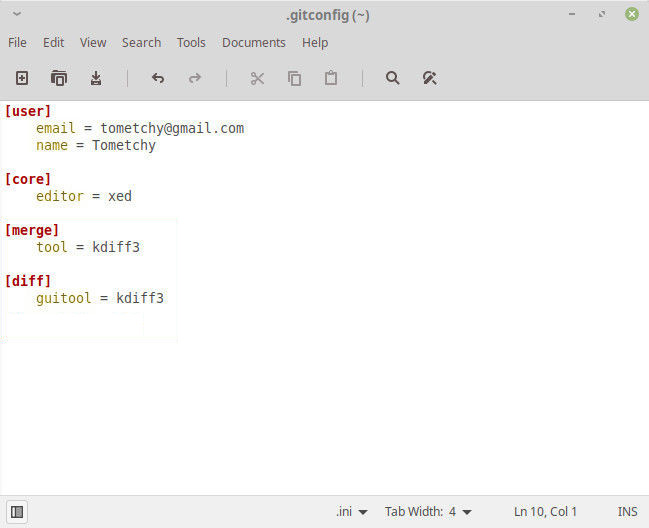 .gitconfig (~)
File Edit View Search Tools Documents Help
[user]
email = tometchy@gmail.com
name = Tometchy
[core]
editor = xed
[merge]
tool = kdiff3
[diff]
guitool = kdiff3
.ini Tab Width: 4 Ln 10, Col 1 INS